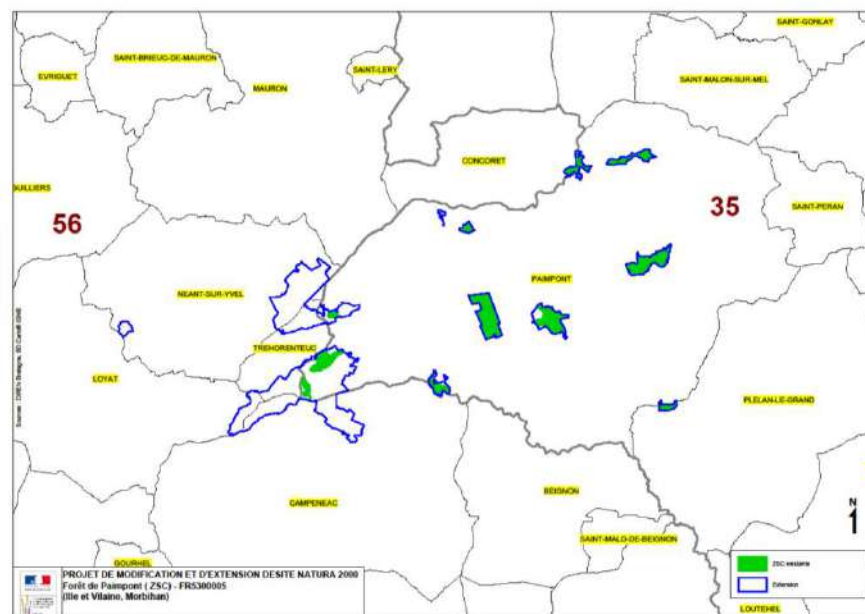 SAINT-GONLAY
SAINT-BRIEUC-DE-MAURON
EVRIGUET
SAINT-LERY
SAINT-MALON-SUR-MEL
MAURON
CONCORET
GUILLIERS
56
35
SAINT-PERAN
PAIMPONT
NEANT-SUR-YVEL
TREHORENTEUC
LOYAT
PLELAN-LE-GRAND
BEIGNON
CAMPENEAC
N
SAINT-MALO-DE-BEIGNON
GOURHEL
ZSC existante
Extension
LOUTEHEL
PROJET DE MODIFICATION ET D'EXTENSION DESITE NATURA 2000
Forêt de Paimpont ( ZSC) - FR5300005
(Ille et Vilaine, Morbihan)